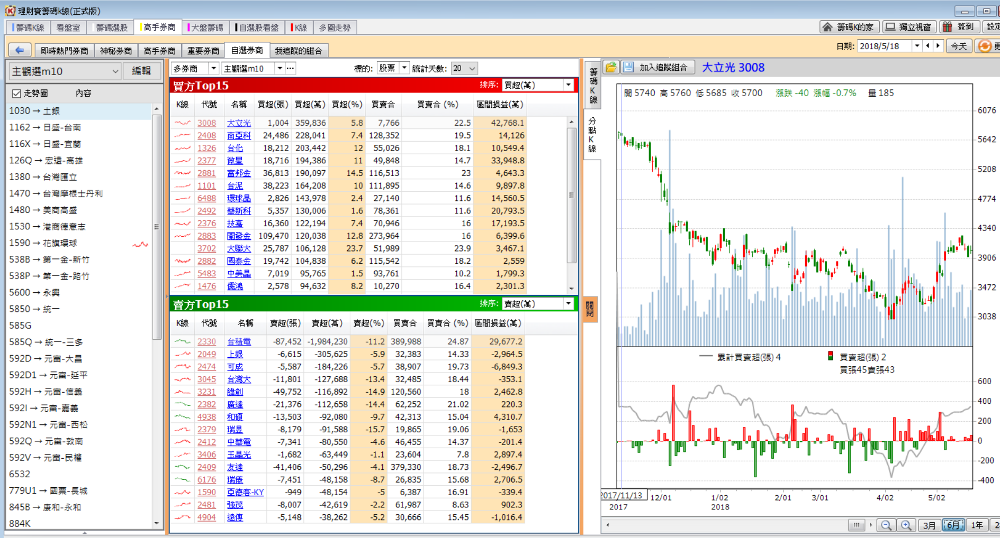 理財寶籌碼k線(正式版)
籌碼K線 看盤室 籌碼選股 高手券商 大盤籌碼 自選股看盤 K線 多圖走勢 籌碼K的家 獨立視窗 簽到 設定
即時熱門券商 神秘券商 高手券商 重要券商 自選券商 我追蹤的組合 日期: 2018/5/18 今天 更
主觀選m10 編輯
走勢圖 內容
1030 → 土銀
1162 → 日盛-台南
116X → 日盛-宜蘭
126Q → 宏遠-高雄
1380 → 台灣匯立
1470 → 台灣摩根士丹利
1480 → 美商高盛
1530 → 港商德意志
1590 → 花旗環球
538B → 第一金-新竹
538P → 第一金-路竹
5600 → 永興
5850 → 統一
585G
585Q → 統一-三多
592D → 元富-大昌
592D1 → 元富-延平
592H → 元富-信義
592I → 元富-嘉義
592N1 → 元富-西松
592Q → 元富-敦南
592V → 元富-民權
6532
779U1 → 國票-長城
845B → 康和-永和
884K
多券商 主觀選m10 ... 標的: 股票 統計天數: 20
買方Top15 排序: 買超(萬)
K線 代號 名稱 買超(張) 買超(萬) 買超(%) 買賣合 買賣合 (%) 區間損益(萬)
3008 大立光 1,004 359,836 5.8 7,766 22.5 42,768.1
2408 南亞科 24,486 228,041 7.4 128,352 19.5 14,126
1326 台化 18,212 203,442 12 55,026 18.1 10,549.4
2377 微星 18,716 194,386 11 49,848 14.7 33,948.8
2881 富邦金 36,813 190,097 14.5 116,513 23 4,643.3
1101 台泥 38,223 164,208 10 111,895 14.6 9,897.8
6488 環球晶 2,826 143,978 2.4 27,140 11.6 14,560.5
2492 華新科 5,357 130,006 1.6 78,361 11.6 20,793.5
2376 技嘉 16,360 122,194 7.4 70,946 16 17,193.5
2883 開發金 109,470 120,038 12.8 273,964 16 6,399.6
3702 大聯大 25,787 106,128 23.7 51,989 23.9 3,467.1
2882 國泰金 19,742 104,838 6.2 115,542 18.2 2,559
5483 中美晶 7,019 95,765 1.5 93,761 10.2 1,799.3
1476 儒鴻 2,578 94,632 8.2 10,270 16.4 2,301.3
賣方Top15 排序: 賣超(萬)
K線 代號 名稱 賣超(張) 賣超(萬) 賣超(%) 買賣合 買賣合 (%) 區間損益(萬)
2330 台積電 -87,452 -1,984,230 -11.2 389,988 24.87 29,677.2
2049 上銀 -6,615 -305,625 -5.9 32,383 14.33 -2,964.5
2474 可成 -5,587 -184,226 -5.7 38,907 19.73 -6,849.3
3045 台灣大 -11,801 -127,688 -13.4 32,485 18.44 -353.1
3231 緯創 -49,752 -116,892 -14.9 120,560 18 2,462.8
2382 廣達 -21,376 -112,658 -14.4 62,252 21.02 220.3
4938 和碩 -13,503 -92,080 -9.7 42,313 15.04 4,310.7
2379 瑞昱 -8,179 -91,588 -15.7 19,865 19.06 -1,653
2412 中華電 -7,341 -80,550 -4.6 46,455 14.37 -201.4
3406 玉晶光 -1,682 -63,449 -1.1 23,604 7.8 2,897.4
2409 友達 -41,406 -50,296 -4.1 379,330 18.73 -2,496.7
6176 瑞儀 -7,451 -48,158 -8.7 26,835 15.68 2,706.5
1590 亞德客-KY -949 -48,154 -5 6,387 16.91 -339.4
2481 強茂 -8,007 -42,619 -2.2 61,987 8.63 902.3
4904 遠傳 -5,148 -38,262 -5.2 30,666 15.45 -1,016.4
籌碼K線
分點K線
關閉
加入追蹤組合 大立光 3008
開 5740 高 5760 低 5685 收 5700 漲跌 -40 漲幅 -0.7% 量 185
6076
5642
5208
4774
4340
3906
3472
3038
累計買賣超(張) 4 買賣超(張) 2
買張45賣張43
600
400
200
0
-200
-400
2017/11/13 12/01 1/02 2/01 3/01 4/02 5/02
2017 2018
3月 6月 1年 2